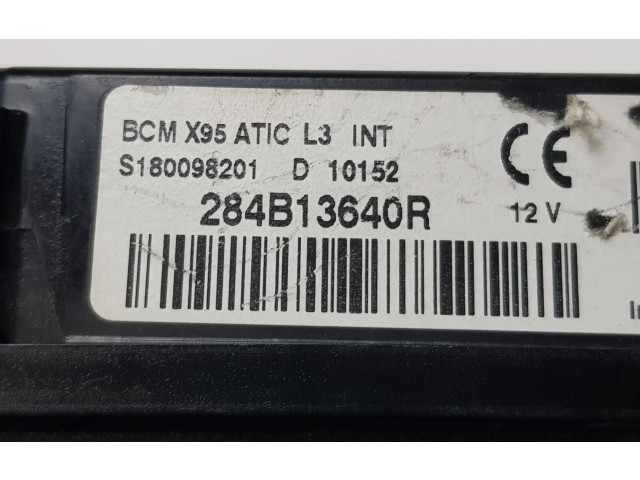 BCM X95 ATIC L3 INT
S180098201 D 10152
284B13640R
CE
12 V